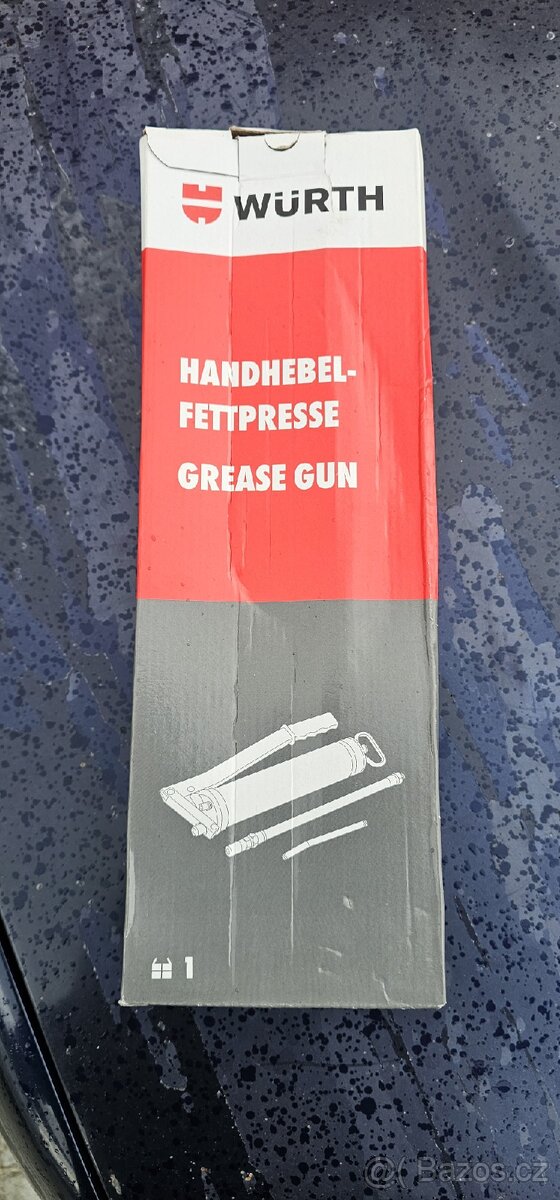 WÜRTH
HANDHEBEL-
FETTPRESSE
GREASE GUN
1
Bazos.cz